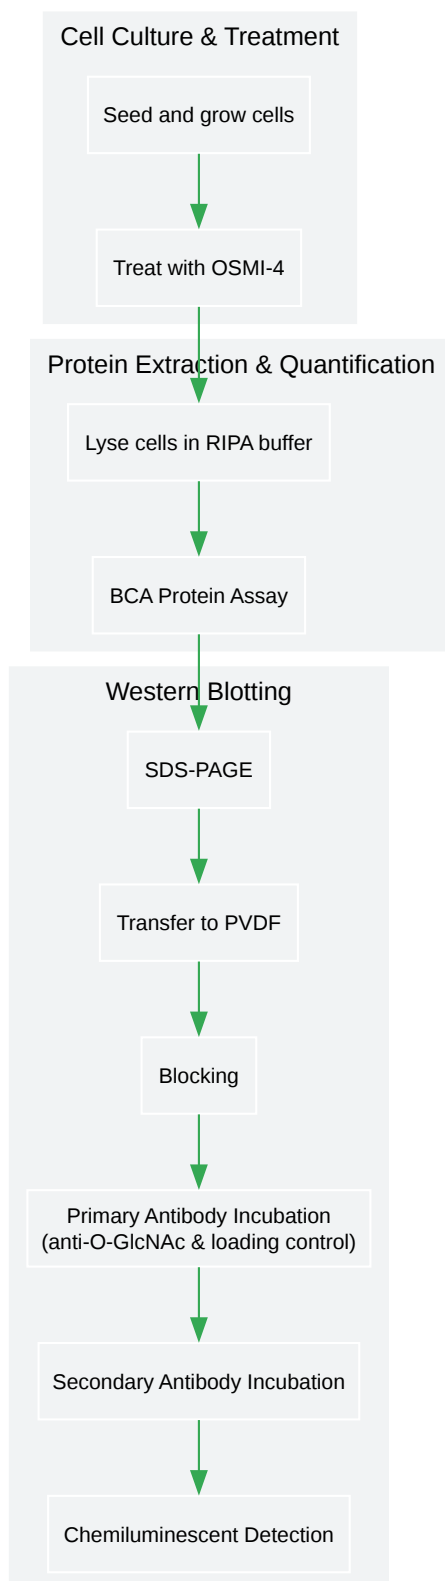 Cell Culture & Treatment
Seed and grow cells
Treat with OSMI-4
Protein Extraction & Quantification
Lyse cells in RIPA buffer
BCA Protein Assay
Western Blotting
SDS-PAGE
Transfer to PVDF
Blocking
Primary Antibody Incubation
(anti-O-GlcNAc & loading control)
Secondary Antibody Incubation
Chemiluminescent Detection